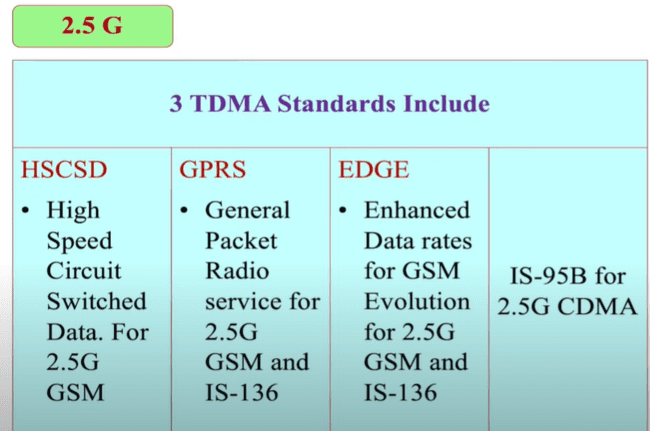 2.5 G
3 TDMA Standards Include
HSCSD
• High
Speed
Circuit
Switched
Data. For
2.5G
GSM
GPRS
• General
Packet
Radio
service for
2.5G
GSM and
IS-136
EDGE
• Enhanced
Data rates
for GSM
Evolution
for 2.5G
GSM and
IS-136
IS-95B for
2.5G CDMA